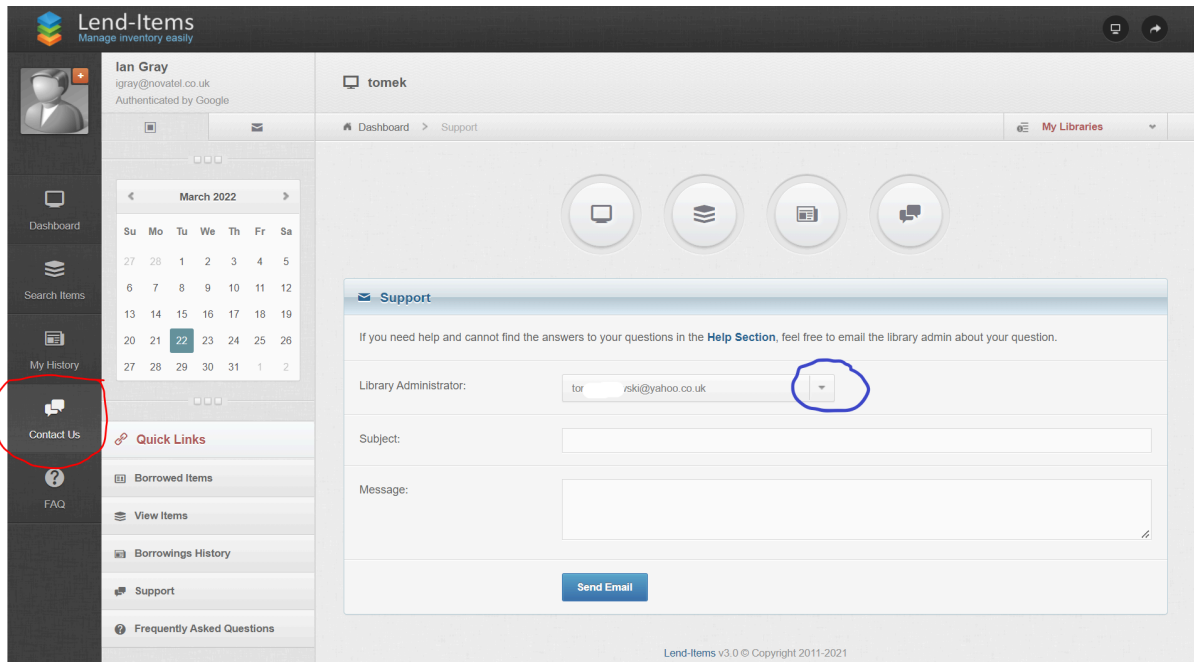 Lend-Items
Manage inventory easily
Ian Gray
igray@novatel.co.uk
Authenticated by Google
tomek
Dashboard > Support
My Libraries
Dashboard
Search Items
My History
Contact Us
FAQ
March 2022
Su Mo Tu We Th Fr Sa
27 28 1 2 3 4 5
6 7 8 9 10 11 12
13 14 15 16 17 18 19
20 21 22 23 24 25 26
27 28 29 30 31 1 2
Quick Links
Borrowed Items
View Items
Borrowings History
Support
Frequently Asked Questions
Support
If you need help and cannot find the answers to your questions in the Help Section, feel free to email the library admin about your question.
Library Administrator:
tor vski@yahoo.co.uk
Subject:
Message:
Send Email
Lend-Items v3.0 © Copyright 2011-2021